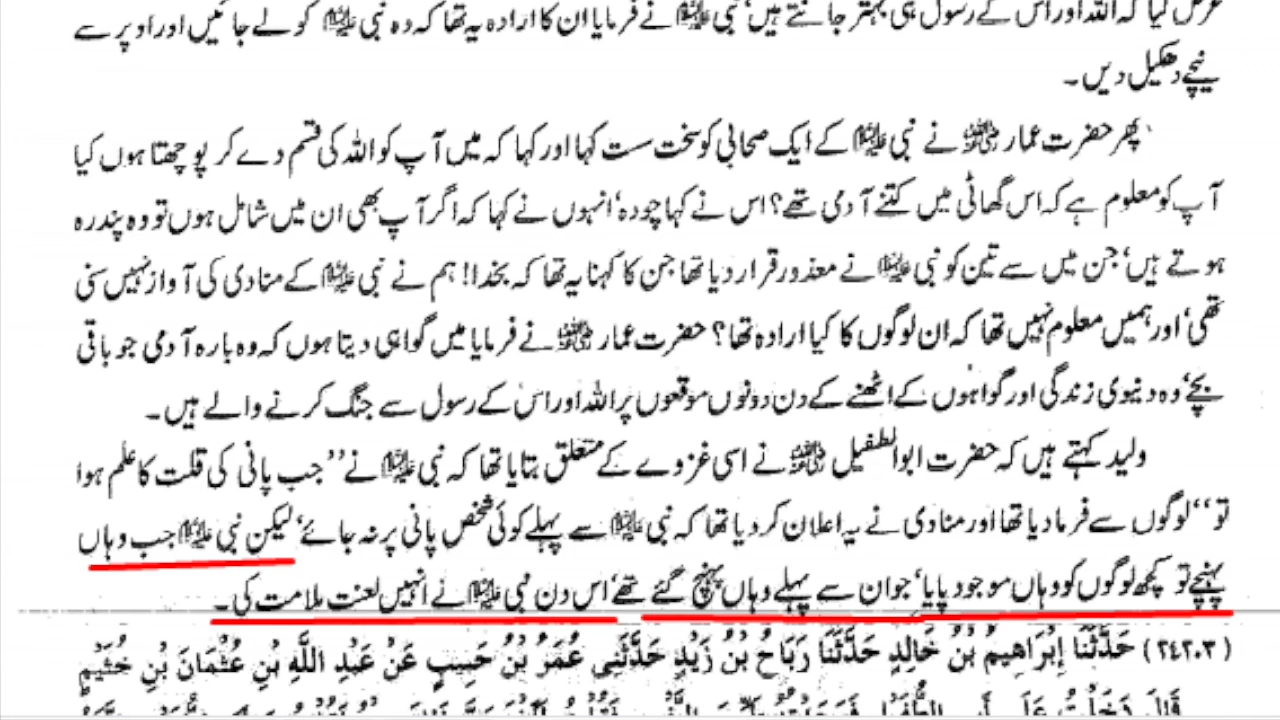 عرض کیا کہ اللہ اور اس کے رسول ہی بہتر جانتے ہیں، نبی علیہ السلام نے فرمایا ان کا ارادہ یہ تھا کہ وہ نبی علیہ السلام کو لے جائیں اور اوپر سے
نیچے دھکیل دیں۔
پھر حضرت عمار رضی اللہ عنہ نے نبی علیہ السلام کے ایک صحابی کو سخت ست کہا اور کہا کہ میں آپ کو اللہ کی قسم دے کر پوچھتا ہوں کیا
آپ کو معلوم ہے کہ اس گھاٹی میں کتنے آدمی تھے؟ اس نے کہا چودہ، انہوں نے کہا کہ اگر آپ بھی ان میں شامل ہوں تو وہ پندرہ
ہوتے ہیں، جن میں سے تین کو نبی علیہ السلام نے معذور قرار دیا تھا جن کا کہنا یہ تھا کہ بخدا! ہم نے نبی علیہ السلام کے منادی کی آواز نہیں سنی
تھی، اور ہمیں معلوم نہیں تھا کہ ان لوگوں کا کیا ارادہ تھا؟ حضرت عمار رضی اللہ عنہ نے فرمایا میں گواہی دیتا ہوں کہ وہ بارہ آدمی جو باقی
بچے، وہ دنیوی زندگی اور گواہوں کے اٹھنے کے دن دونوں موقعوں پر اللہ اور اس کے رسول سے جنگ کرنے والے ہیں۔
ولید کہتے ہیں کہ حضرت ابوالطفیل رضی اللہ عنہ نے اسی غزوے کے متعلق بتایا تھا کہ نبی علیہ السلام نے ’’جب پانی کی قلت کا علم ہوا
تو‘‘ لوگوں سے فرما دیا تھا اور منادی نے یہ اعلان کر دیا تھا کہ نبی علیہ السلام سے پہلے کوئی شخص پانی پر نہ جائے، لیکن نبی علیہ السلام جب وہاں
پہنچے تو کچھ لوگوں کو وہاں موجود پایا، جو ان سے پہلے وہاں پہنچ گئے تھے، اس دن نبی علیہ السلام نے انہیں لعنت ملامت کی۔
(۲٤۲۰۳) حَدَّثَنَا إِبْرَاهِيمُ بْنُ خَالِدٍ حَدَّثَنَا رَبَاحُ بْنُ زَيْدٍ حَدَّثَنِى عُمَرُ بْنُ حَبِيبٍ عَنْ عَبْدِ اللَّهِ بْنِ عُثْمَانَ بْنِ خُثَيْمٍ